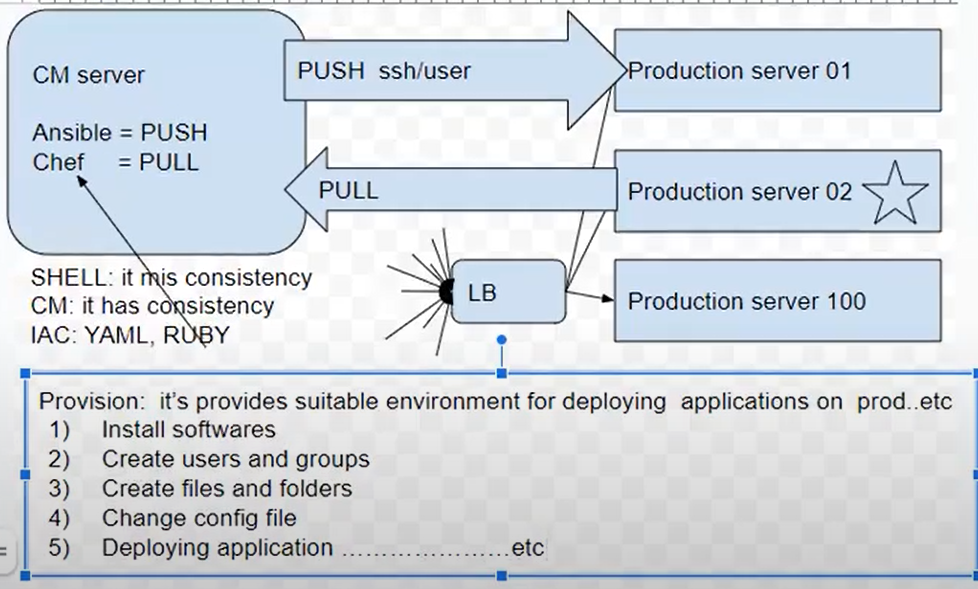 CM server
Ansible = PUSH
Chef = PULL
PUSH ssh/user
PULL
Production server 01
Production server 02
Production server 100
LB
SHELL: it mis consistency
CM: it has consistency
IAC: YAML, RUBY
Provision: it's provides suitable environment for deploying applications on prod..etc
1) Install softwares
2) Create users and groups
3) Create files and folders
4) Change config file
5) Deploying application …………………etc